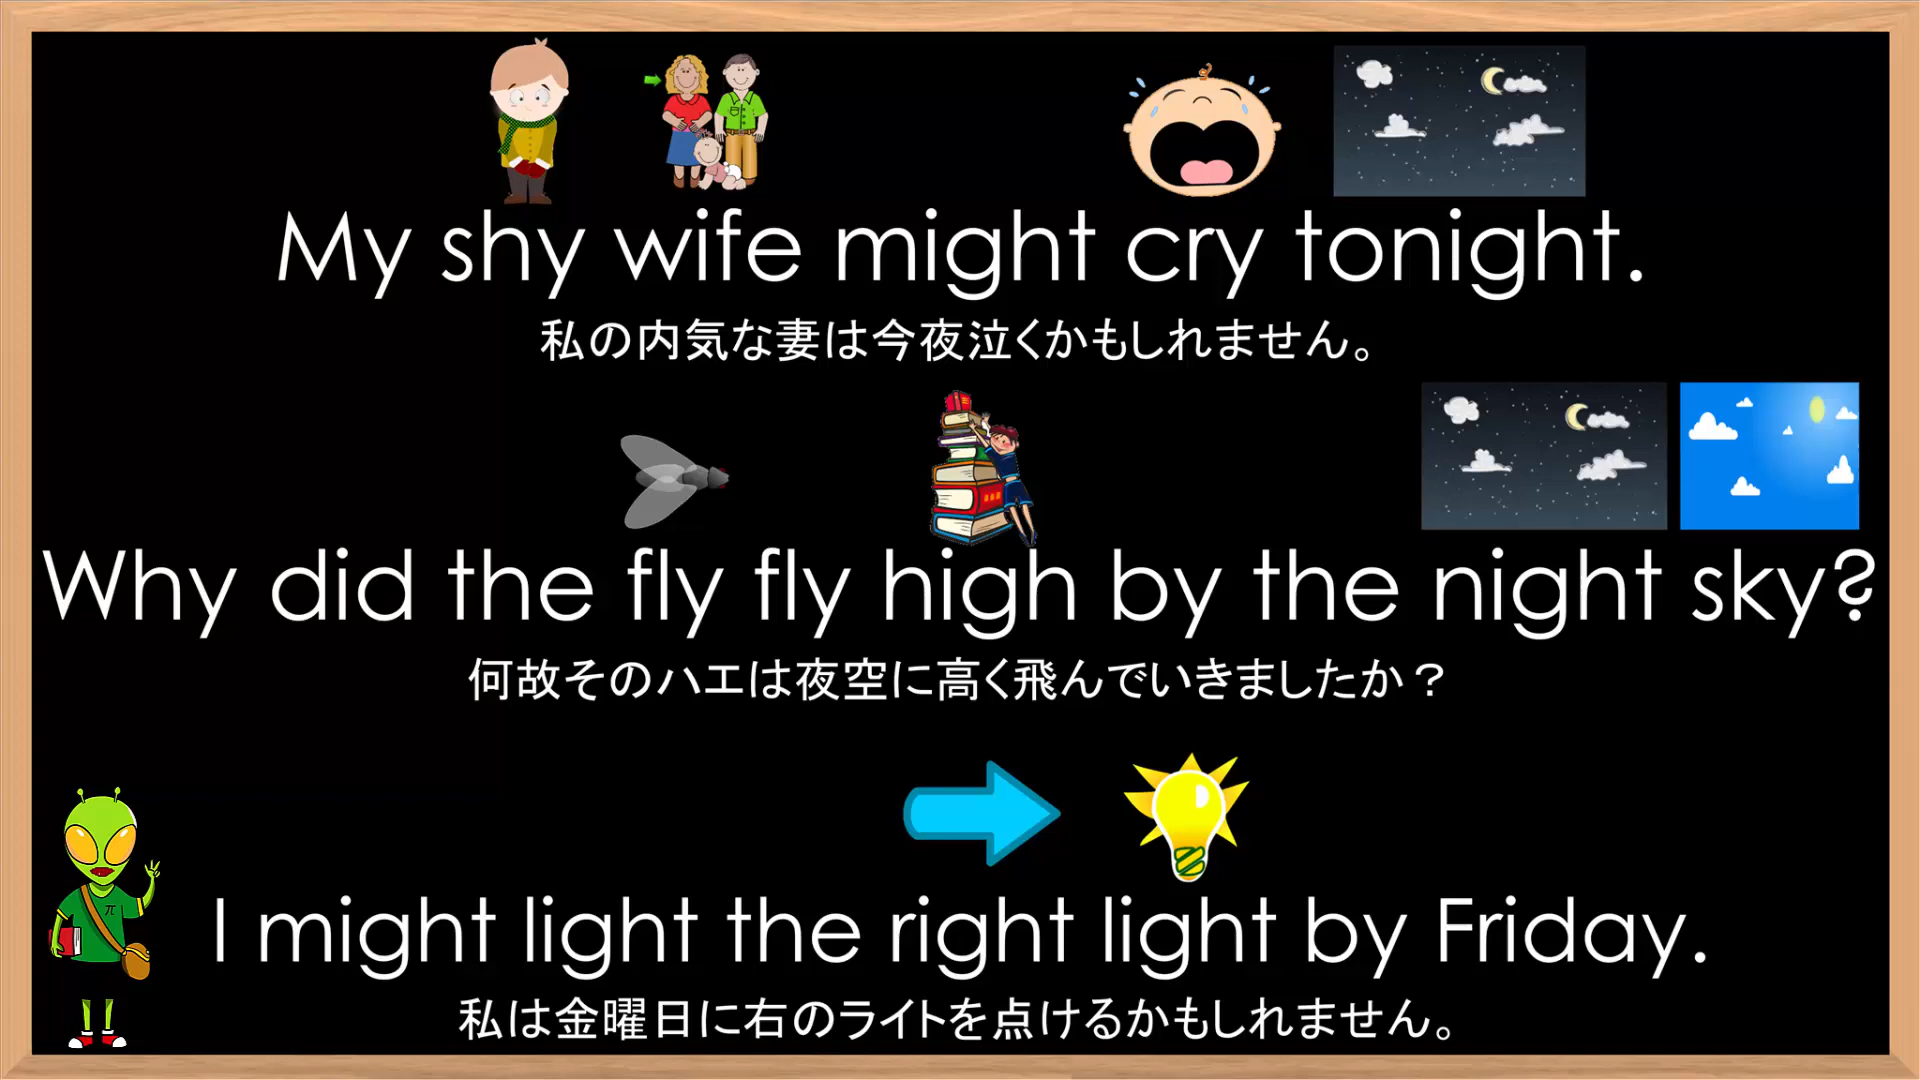 My shy wife might cry tonight.
私の内気な妻は今夜泣くかもしれません。
Why did the fly fly high by the night sky?
何故そのハエは夜空に高く飛んでいきましたか？
π
I might light the right light by Friday.
私は金曜日に右のライトを点けるかもしれません。